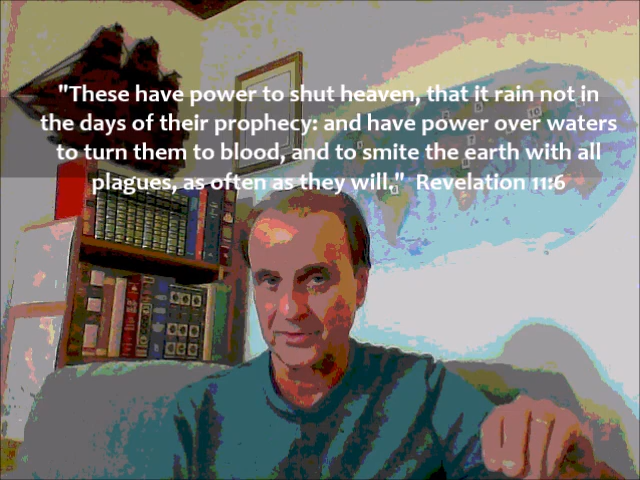 "These have power to shut heaven, that it rain not in
the days of their prophecy: and have power over waters
to turn them to blood, and to smite the earth with all
plagues, as often as they will."  Revelation 11:6